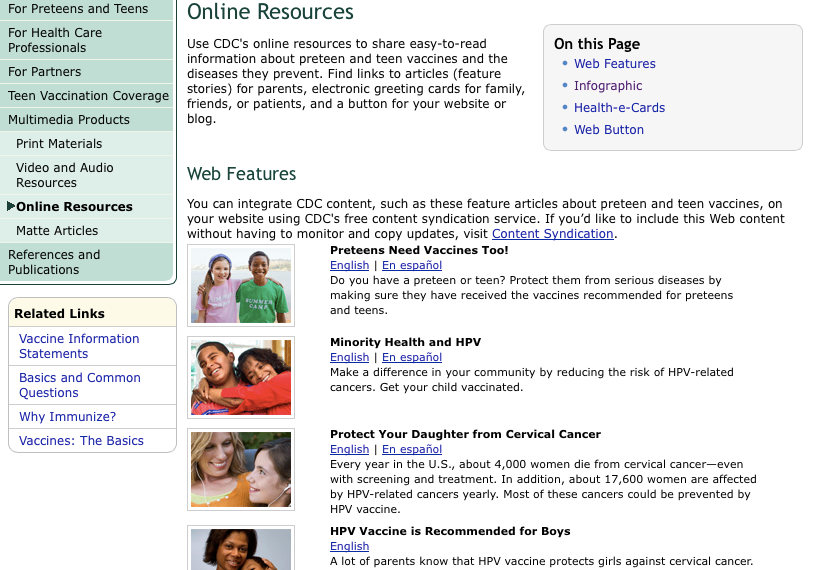 For Preteens and Teens
For Health Care
Professionals
For Partners
Teen Vaccination Coverage
Multimedia Products
Print Materials
Video and Audio
Resources
Online Resources
Matte Articles
References and
Publications
Related Links
Vaccine Information
Statements
Basics and Common
Questions
Why Immunize?
Vaccines: The Basics
Online Resources
Use CDC's online resources to share easy-to-read
information about preteen and teen vaccines and the
diseases they prevent. Find links to articles (feature
stories) for parents, electronic greeting cards for family,
friends, or patients, and a button for your website or
blog.
On this Page
Web Features
Infographic
Health-e-Cards
Web Button
Web Features
You can integrate CDC content, such as these feature articles about preteen and teen vaccines, on
your website using CDC's free content syndication service. If you’d like to include this Web content
without having to monitor and copy updates, visit Content Syndication.
SUMMER
CAMP
Preteens Need Vaccines Too!
English | En español
Do you have a preteen or teen? Protect them from serious diseases by
making sure they have received the vaccines recommended for preteens
and teens.
Minority Health and HPV
English | En español
Make a difference in your community by reducing the risk of HPV-related
cancers. Get your child vaccinated.
Protect Your Daughter from Cervical Cancer
English | En español
Every year in the U.S., about 4,000 women die from cervical cancer—even
with screening and treatment. In addition, about 17,600 women are affected
by HPV-related cancers yearly. Most of these cancers could be prevented by
HPV vaccine.
HPV Vaccine is Recommended for Boys
English
A lot of parents know that HPV vaccine protects girls against cervical cancer.